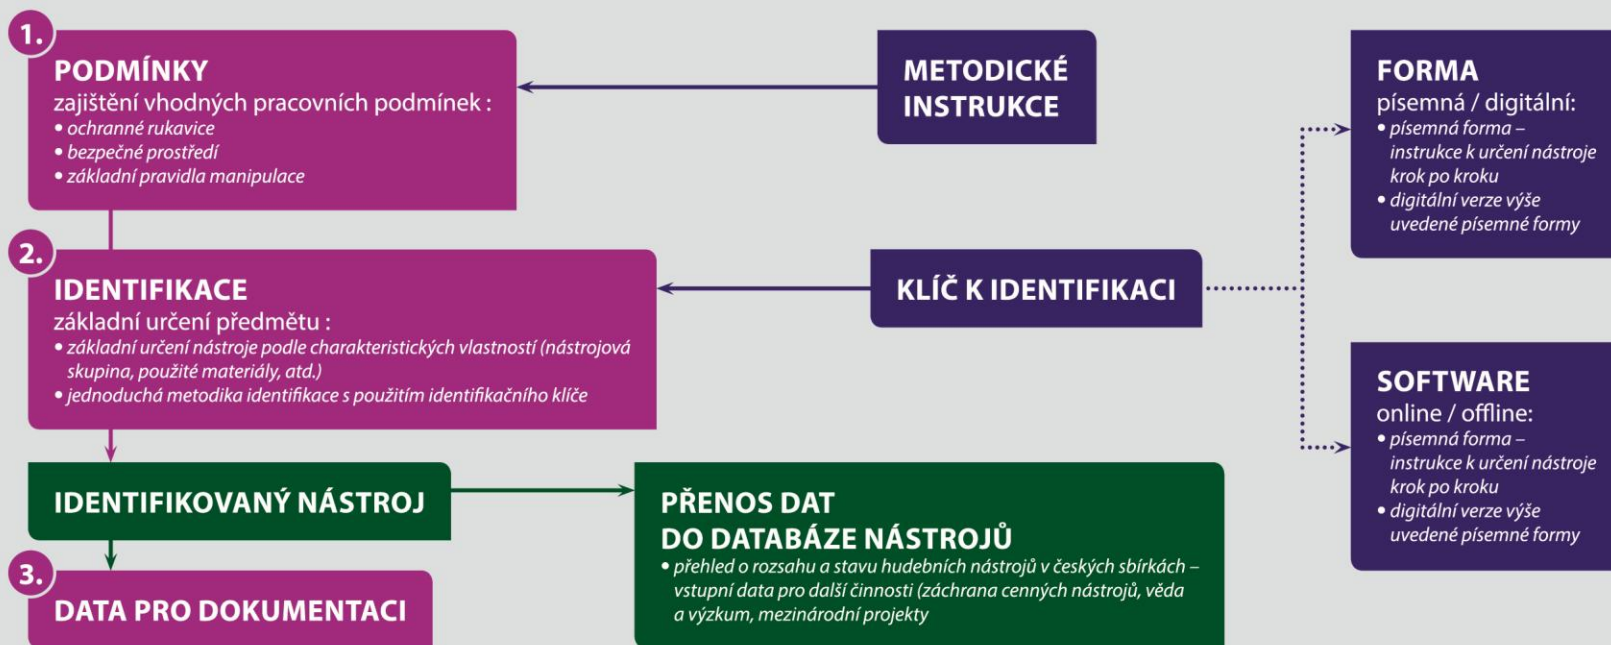 1.
PODMÍNKY
zajištění vhodných pracovních podmínek :
• ochranné rukavice
• bezpečné prostředí
• základní pravidla manipulace
METODICKÉ
INSTRUKCE
FORMA
písemná / digitální:
• písemná forma –
instrukce k určení nástroje
krok po kroku
• digitální verze výše
uvedené písemné formy
2.
IDENTIFIKACE
základní určení předmětu :
• základní určení nástroje podle charakteristických vlastností (nástrojová
skupina, použité materiály, atd.)
• jednoduchá metodika identifikace s použitím identifikačního klíče
KLÍČ K IDENTIFIKACI
SOFTWARE
online / offline:
• písemná forma –
instrukce k určení nástroje
krok po kroku
• digitální verze výše
uvedené písemné formy
IDENTIFIKOVANÝ NÁSTROJ
PŘENOS DAT
DO DATABÁZE NÁSTROJŮ
• přehled o rozsahu a stavu hudebních nástrojů v českých sbírkách –
vstupní data pro další činnosti (záchrana cenných nástrojů, věda
a výzkum, mezinárodní projekty
3.
DATA PRO DOKUMENTACI